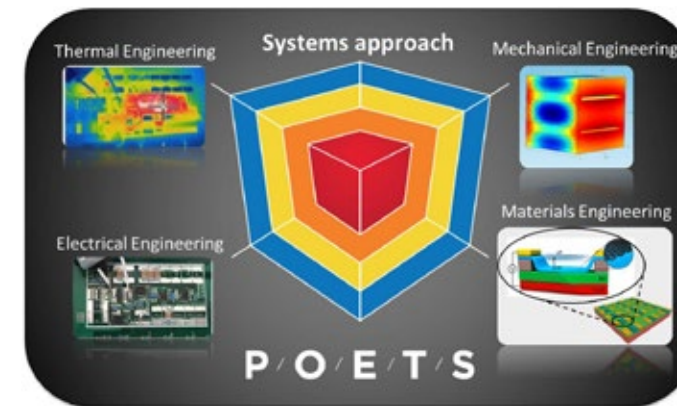 Systems approach
Thermal Engineering
Mechanical Engineering
Electrical Engineering
Materials Engineering
P/O/E/T/S